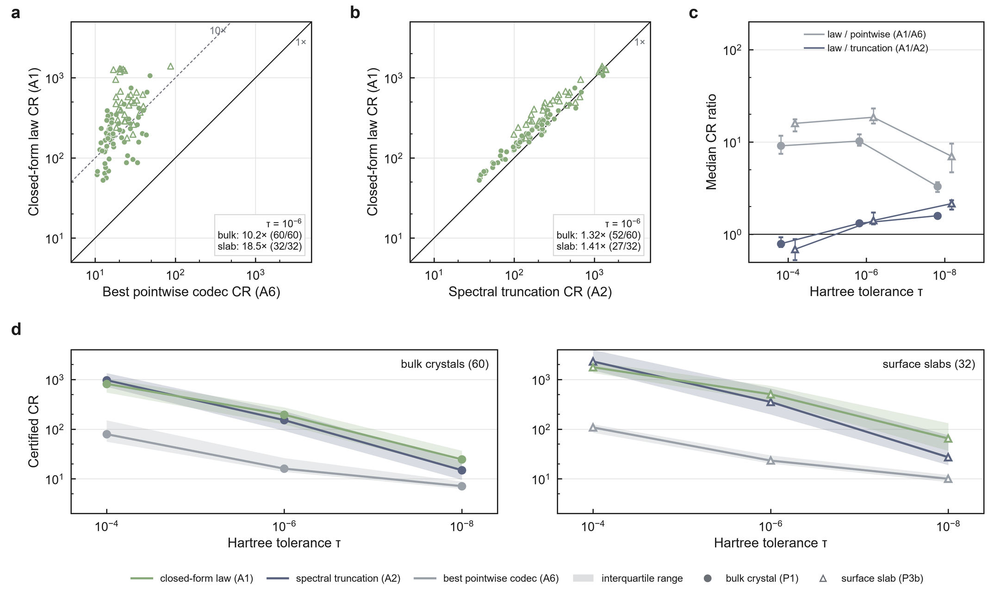 a
10×
1×
10³
10²
10¹
Closed-form law CR (A1)
τ = 10⁻⁶
bulk: 10.2× (60/60)
slab: 18.5× (32/32)
10¹
10²
10³
Best pointwise codec CR (A6)
b
1×
10³
10²
10¹
Closed-form law CR (A1)
τ = 10⁻⁶
bulk: 1.32× (52/60)
slab: 1.41× (27/32)
10¹
10²
10³
Spectral truncation CR (A2)
c
law / pointwise (A1/A6)
law / truncation (A1/A2)
10²
10¹
10⁰
Median CR ratio
10⁻⁴
10⁻⁶
10⁻⁸
Hartree tolerance τ
d
bulk crystals (60)
10³
10²
10¹
Certified CR
10⁻⁴
10⁻⁶
10⁻⁸
Hartree tolerance τ
surface slabs (32)
10³
10²
10¹
10⁻⁴
10⁻⁶
10⁻⁸
Hartree tolerance τ
closed-form law (A1)
spectral truncation (A2)
best pointwise codec (A6)
interquartile range
bulk crystal (P1)
surface slab (P3b)